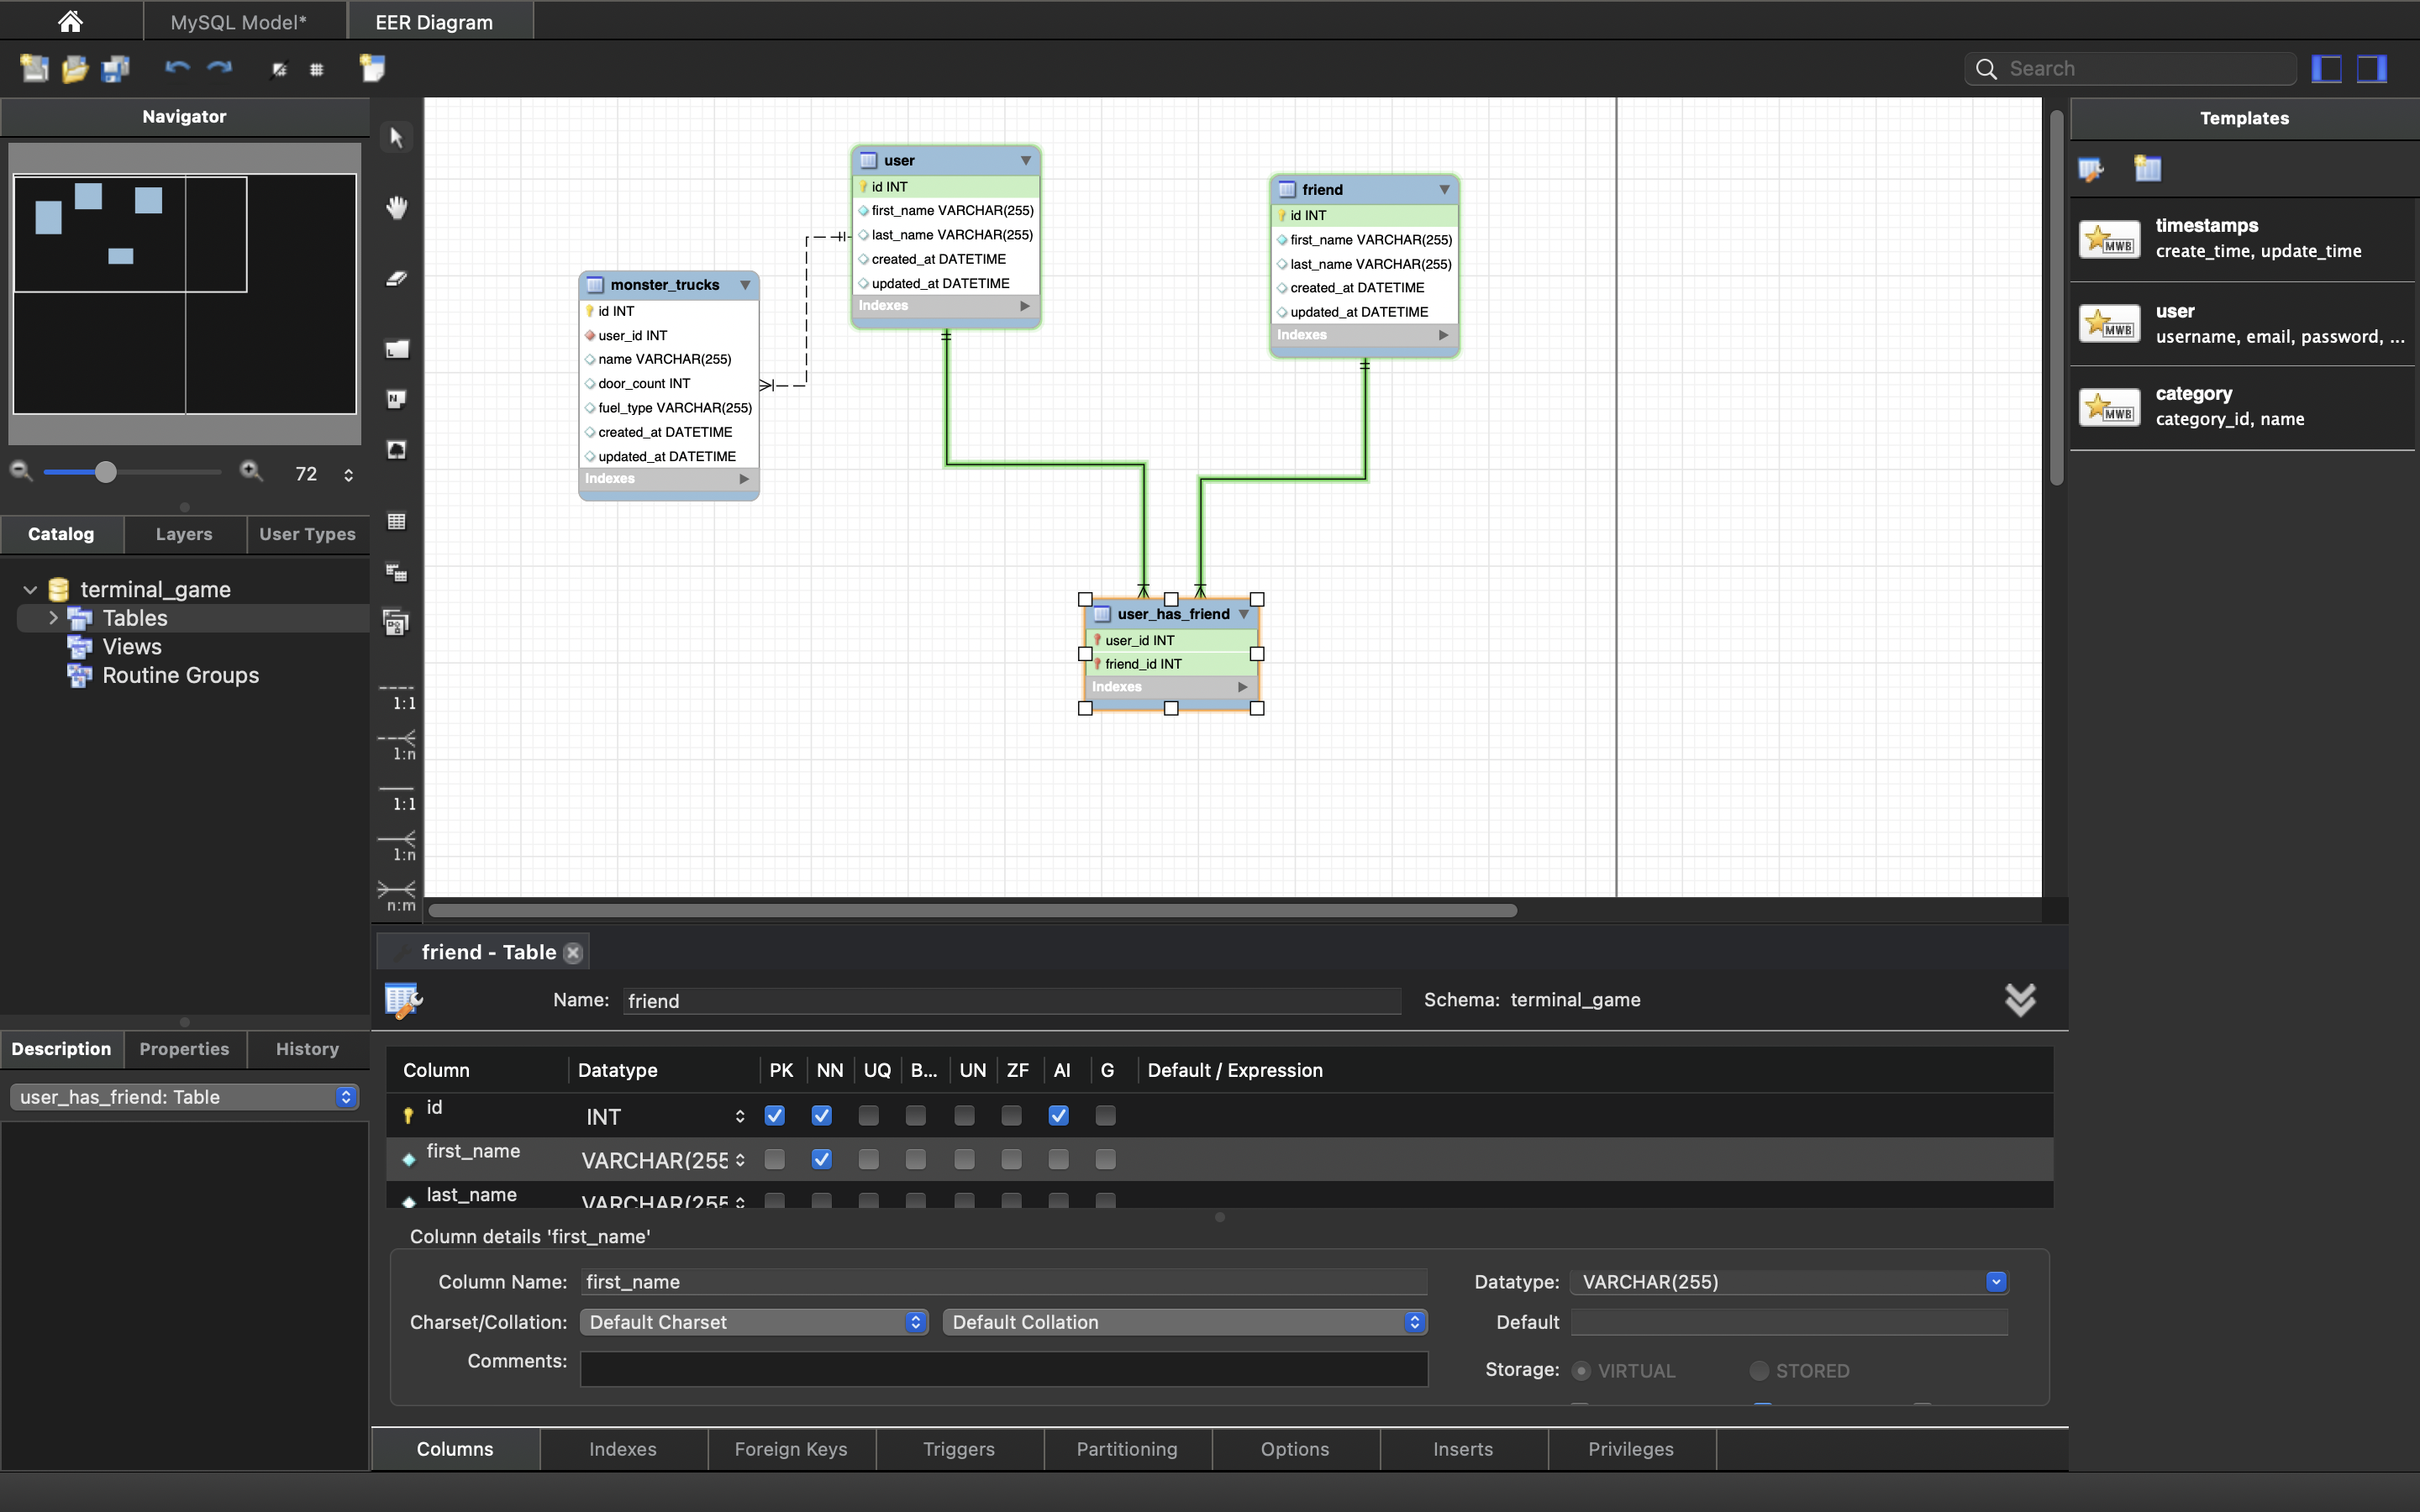 MySQL Model*
EER Diagram
Search
Navigator
72
Catalog
Layers
User Types
terminal_game
Tables
Views
Routine Groups
Description
Properties
History
user_has_friend: Table
L
N
1:1
1:n
1:1
1:n
n:m
user
id INT
first_name VARCHAR(255)
last_name VARCHAR(255)
created_at DATETIME
updated_at DATETIME
Indexes
friend
id INT
first_name VARCHAR(255)
last_name VARCHAR(255)
created_at DATETIME
updated_at DATETIME
Indexes
monster_trucks
id INT
user_id INT
name VARCHAR(255)
door_count INT
fuel_type VARCHAR(255)
created_at DATETIME
updated_at DATETIME
Indexes
user_has_friend
user_id INT
friend_id INT
Indexes
Templates
MWB
timestamps
create_time, update_time
MWB
user
username, email, password, ...
MWB
category
category_id, name
friend - Table
Name: friend
Schema: terminal_game
Column Datatype PK NN UQ B... UN ZF AI G Default / Expression
id INT
first_name VARCHAR(255
last_name VARCHAR(255
Column details 'first_name'
Column Name: first_name
Datatype: VARCHAR(255)
Charset/Collation: Default Charset Default Collation
Default
Comments:
Storage: VIRTUAL STORED
Columns
Indexes
Foreign Keys
Triggers
Partitioning
Options
Inserts
Privileges